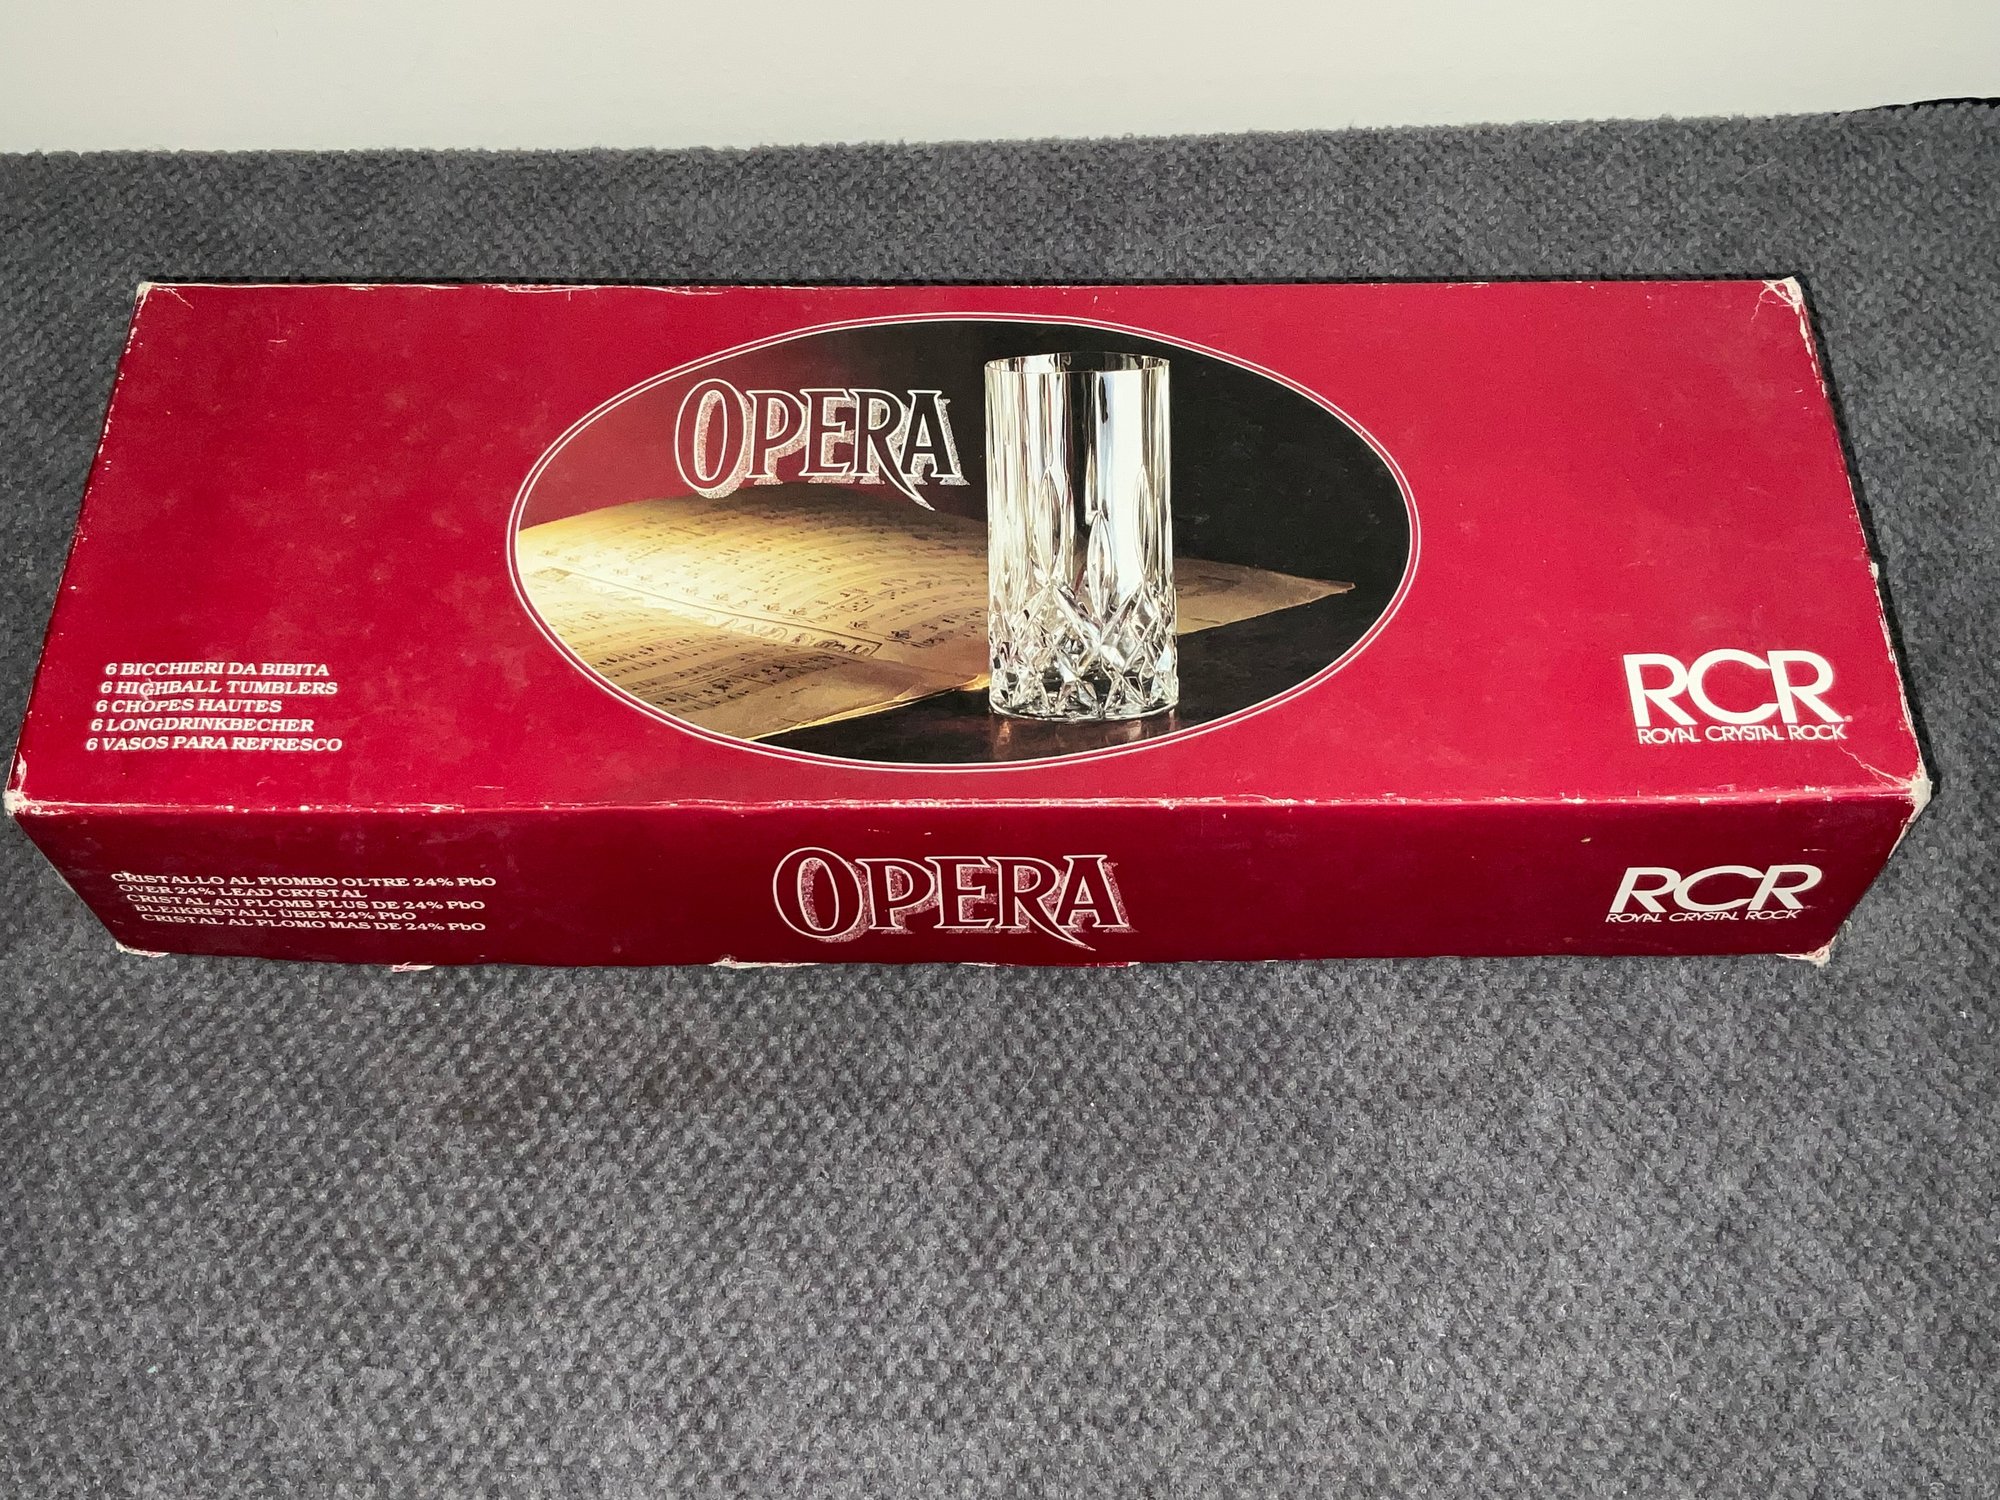 OPERA
6 BICCHIERI DA BIBITA
6 HIGHBALL TUMBLERS
6 CHOPES HAUTES
6 LONGDRINKBECHER
6 VASOS PARA REFRESCO
RCR
ROYAL CRYSTAL ROCK
CRISTALLO AL PIOMBO OLTRE 24% PbO
OVER 24% LEAD CRYSTAL
CRISTAL AU PLOMB PLUS DE 24% PbO
BLEIKRISTALL ÜBER 24% PbO
CRISTAL AL PLOMO MAS DE 24% PbO
OPERA
RCR
ROYAL CRYSTAL ROCK